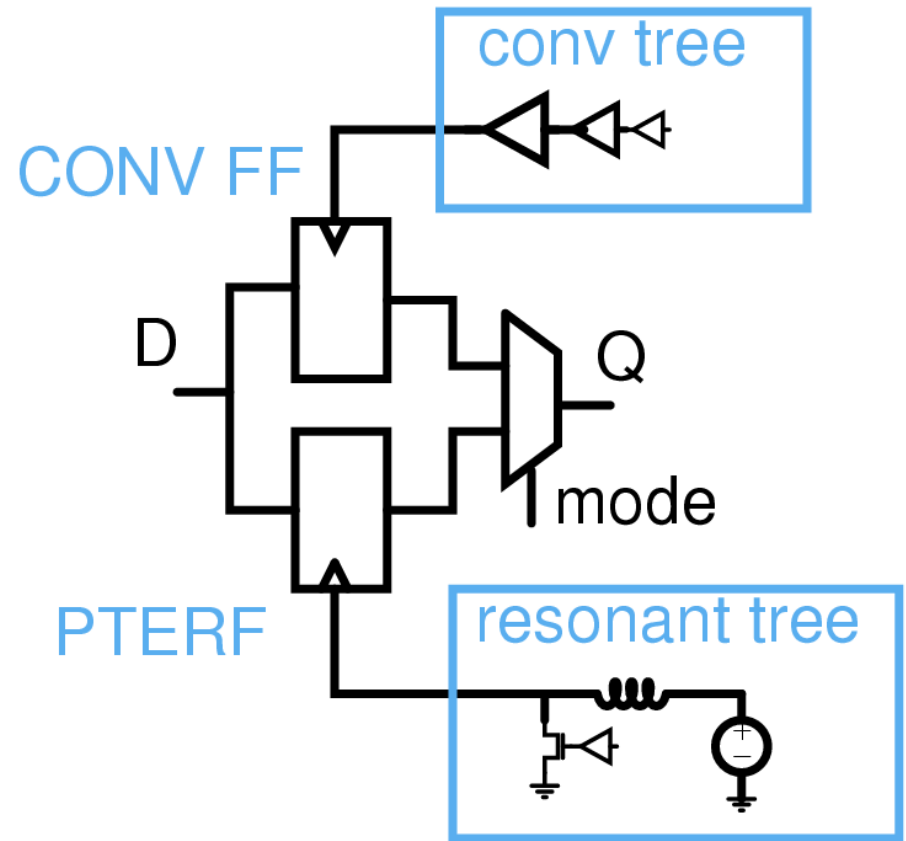 conv tree
CONV FF
D
Q
mode
PTERF
resonant tree
+
−